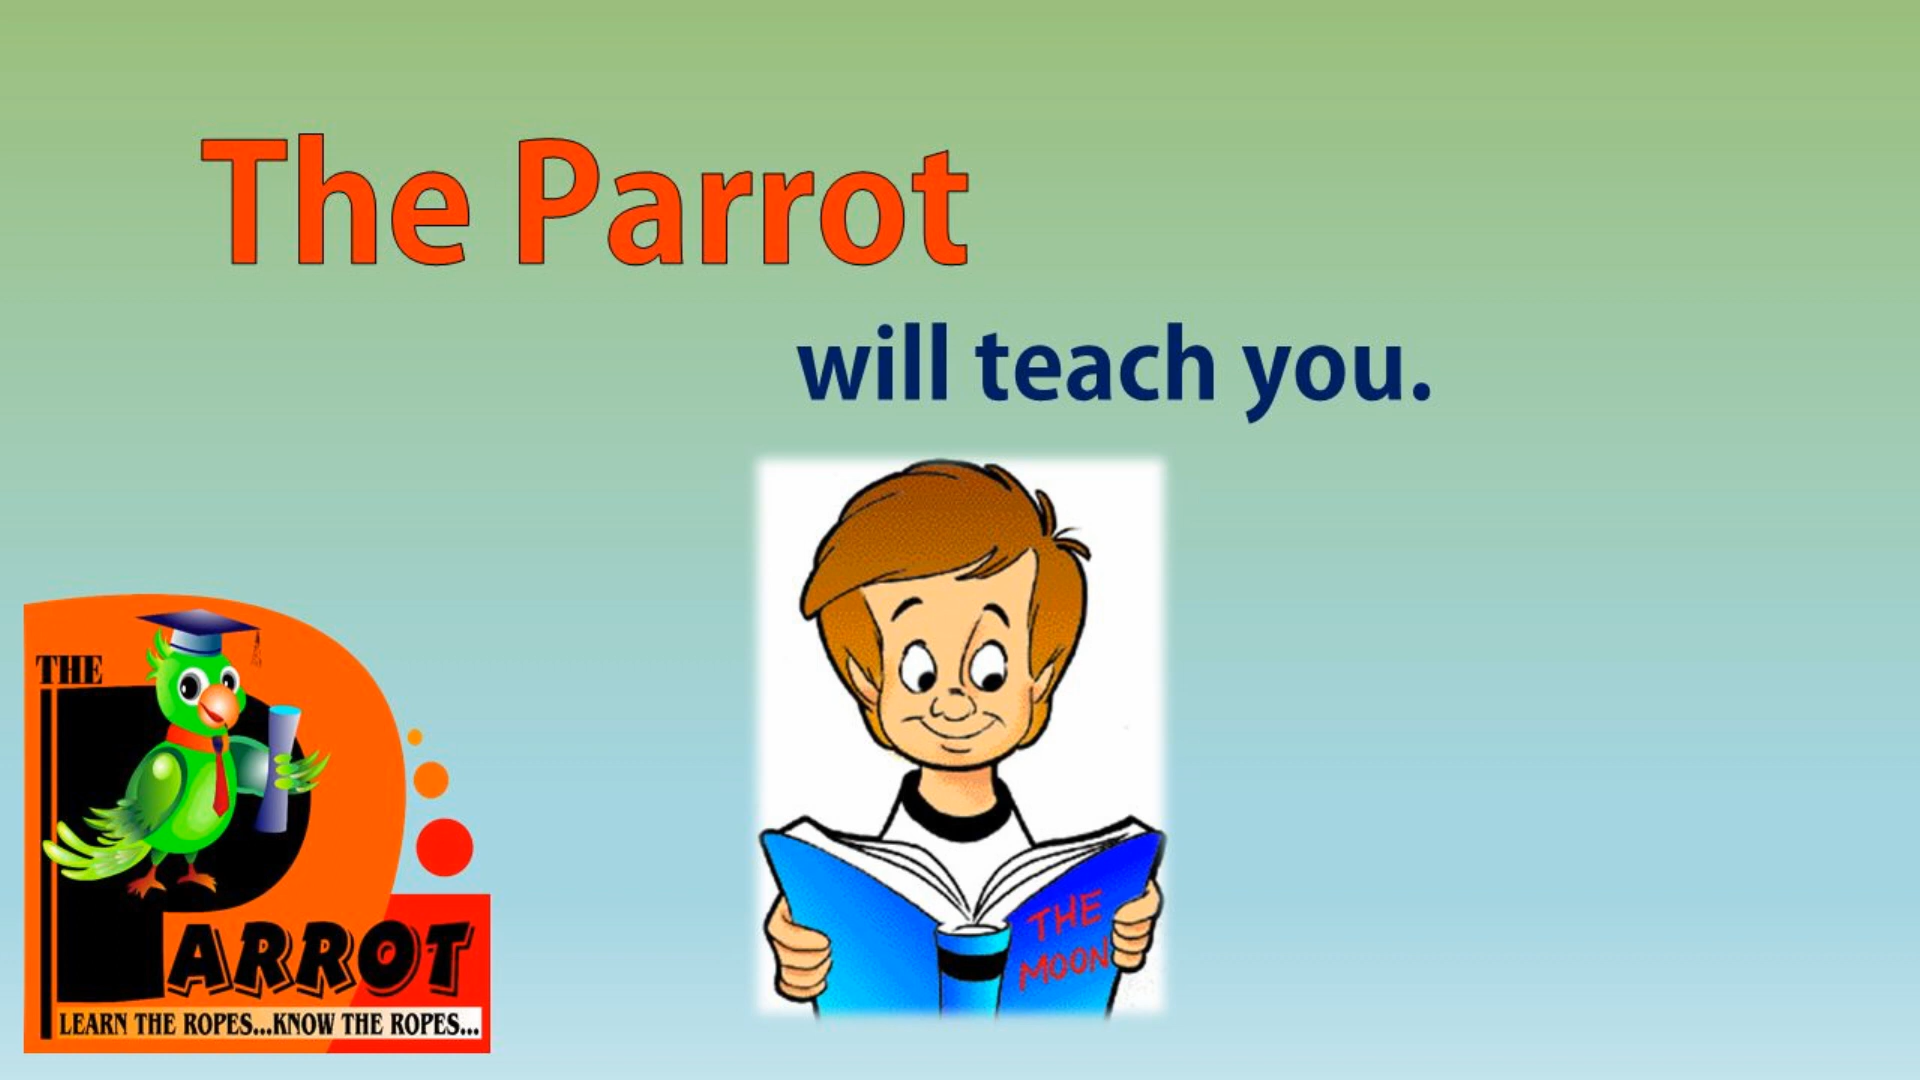 The Parrot
will teach you.
THE
MOON
THE
PARROT
LEARN THE ROPES...KNOW THE ROPES...